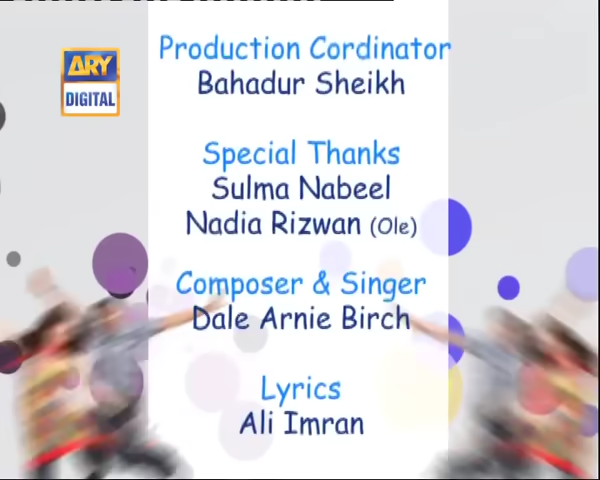 ARY
DIGITAL
Production Cordinator
Bahadur Sheikh
Special Thanks
Sulma Nabeel
Nadia Rizwan (Ole)
Composer & Singer
Dale Arnie Birch
Lyrics
Ali Imran